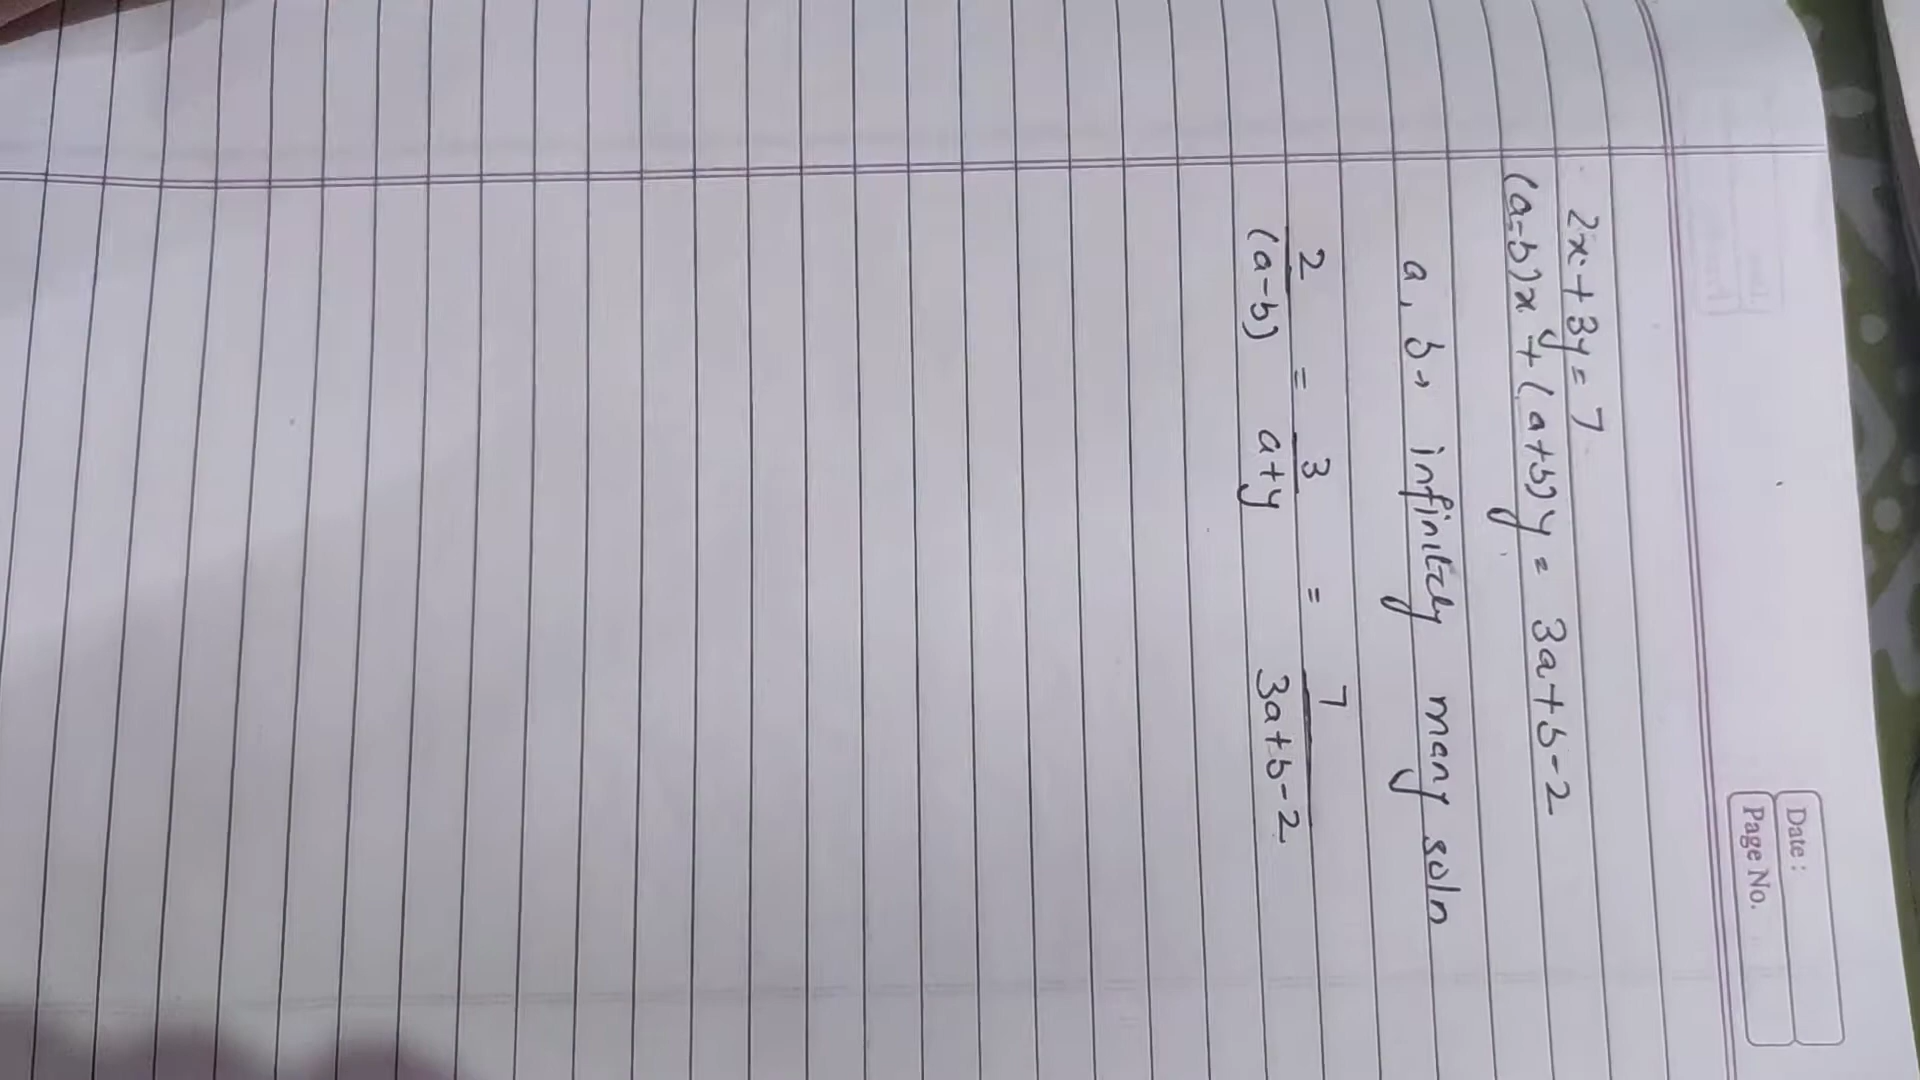 Date :
Page No.
2x + 3y = 7
(a-b)x + (a+b)y = 3a+b-2
a, b → infinitely many soln
2/(a-b) = 3/a+y = 7/3a+b-2